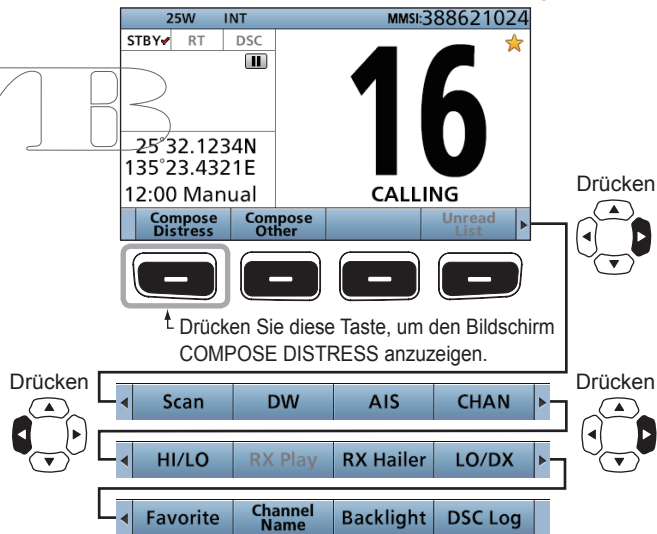 25W INT MMSI:388621024
STBY RT DSC
25°32.1234N
135°23.4321E
12:00 Manual
16
CALLING
Compose Distress
Compose Other
Unread List
Drücken
Drücken Sie diese Taste, um den Bildschirm
COMPOSE DISTRESS anzuzeigen.
Drücken
Drücken
Scan DW AIS CHAN
HI/LO RX Play RX Hailer LO/DX
Favorite Channel Name Backlight DSC Log